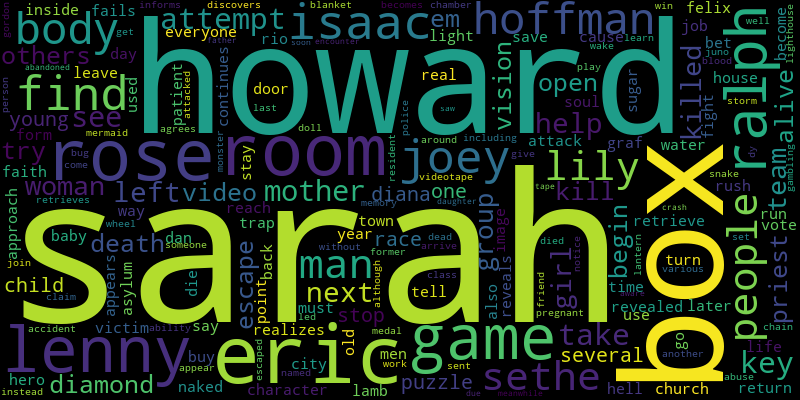 inside fails attempt isaac em hoffman discovers blanket becomes chamber win felix gordon
body others day get everyone informs rio father soon encounter light save cause learn job bet become lighthouse
howard
find used patient attacked continues door real vision open sugar soul wake play killed juno blood ralph well
person abandoned young see leave last saw house alive
form mermaid agrees doll monster police around including help fight storm gambling
try rose room joey attack graf water team dy
faith bug come stay resident videotape give lily kill rush snake
woman retrieves left video mother diana one tape
approach way reach memory daughter group image girl begin retrieve people priest run vote
baby wheel death dan someone trap year town race without former dead arrive died lantern crash set
sarah
box
join child claim appears asylum die escape back point man next must tell class also reveals notice friend pregnant time turn various
accident victim ability say realizes lied stop although medal game take revealed use later go another chain
lenny appear buy eric escaped city old men work sent sethe several aware life key
hero diamond naked named character lamb puzzle due meanwhile hell church abuse return
instead